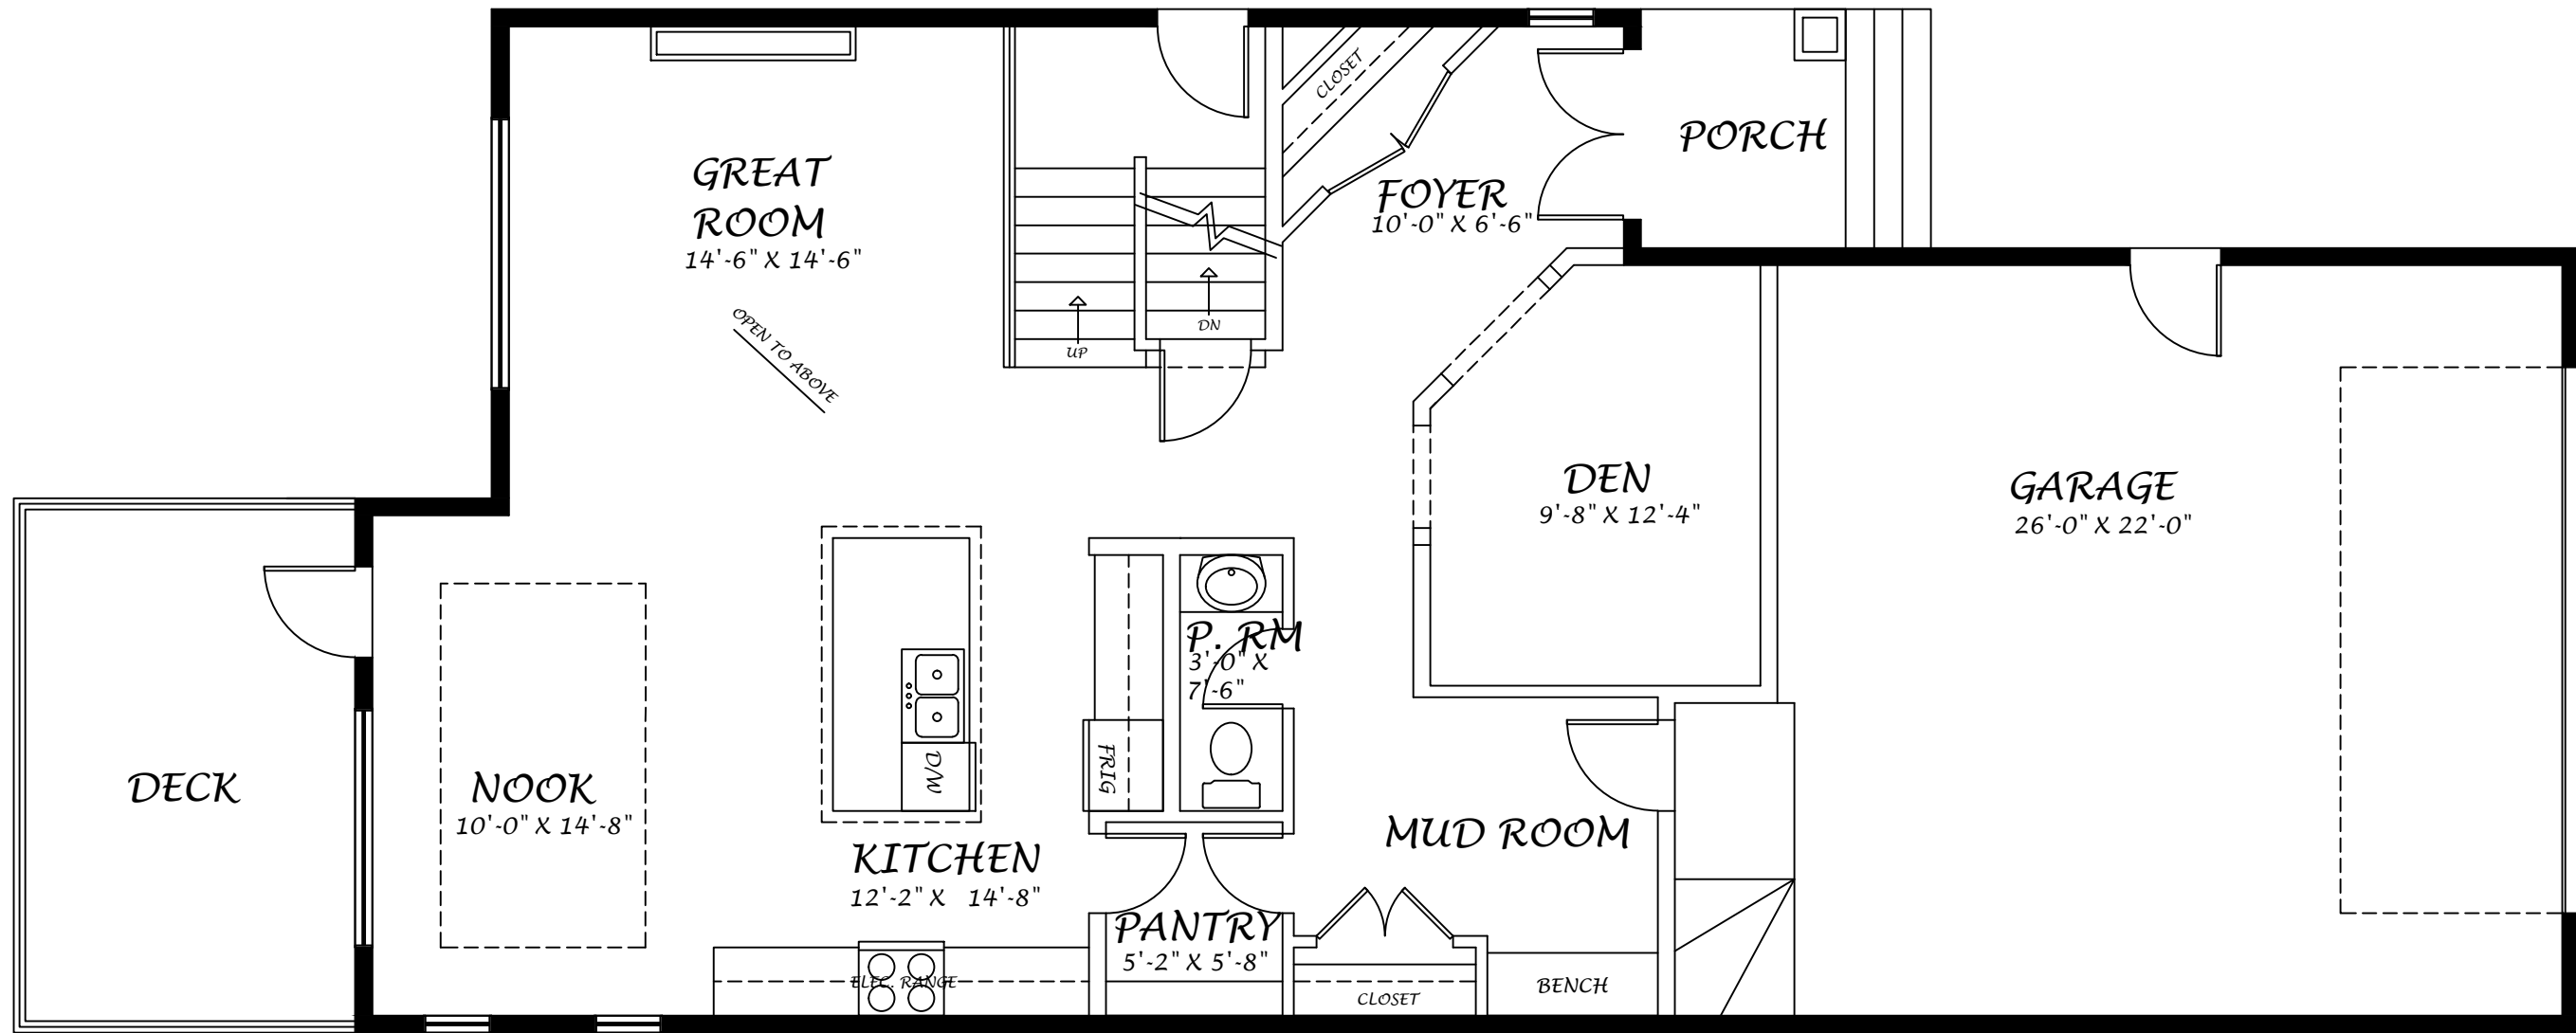 CLOSET
PORCH
GREAT
ROOM
14'-6" X 14'-6"
FOYER
10'-0" X 6'-6"
OPEN TO ABOVE
UP
DN
DEN
9'-8" X 12'-4"
GARAGE
26'-0" X 22'-0"
P. RM
3'-0" X
7'-6"
DECK
NOOK
10'-0" X 14'-8"
D/W
FRIG
KITCHEN
12'-2" X 14'-8"
MUD ROOM
PANTRY
5'-2" X 5'-8"
ELEC. RANGE
CLOSET
BENCH